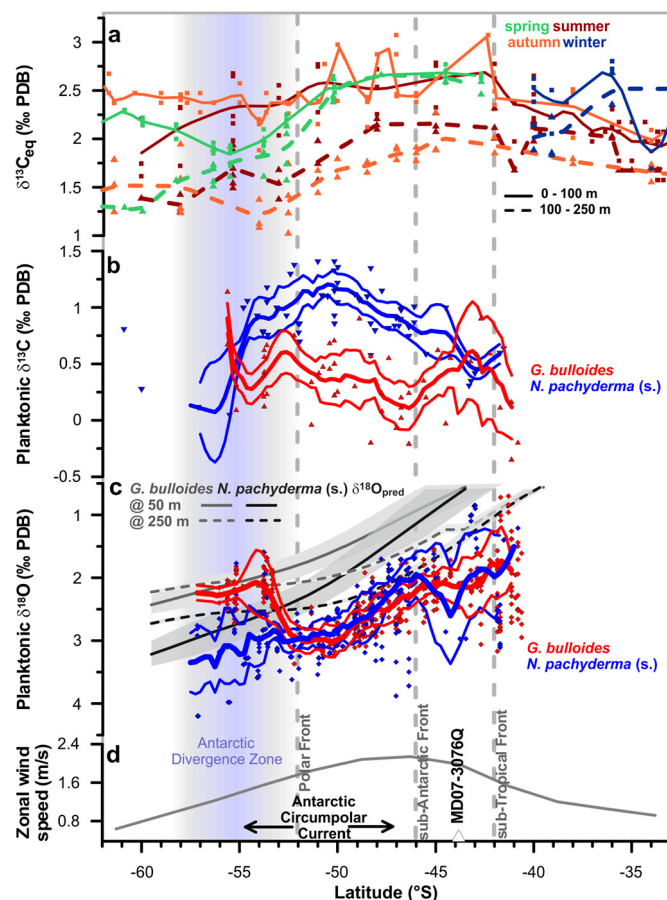 a
spring summer
autumn winter
3
2.5
2
1.5
1
δ¹³Ceq (‰ PDB)
0 - 100 m
100 - 250 m
b
1.5
1
0.5
0
-0.5
Planktonic δ¹³C (‰ PDB)
G. bulloides
N. pachyderma (s.)
c
G. bulloides N. pachyderma (s.) δ¹⁸Opred
@ 50 m
@ 250 m
1
2
3
4
Planktonic δ¹⁸O (‰ PDB)
G. bulloides
N. pachyderma (s.)
d
2.4
1.6
0.8
Zonal wind
speed (m/s)
Antarctic
Divergence Zone
Polar Front
sub-Antarctic Front
MD07-3076Q
sub-Tropical Front
Antarctic
Circumpolar
Current
-60
-55
-50
-45
-40
-35
Latitude (°S)